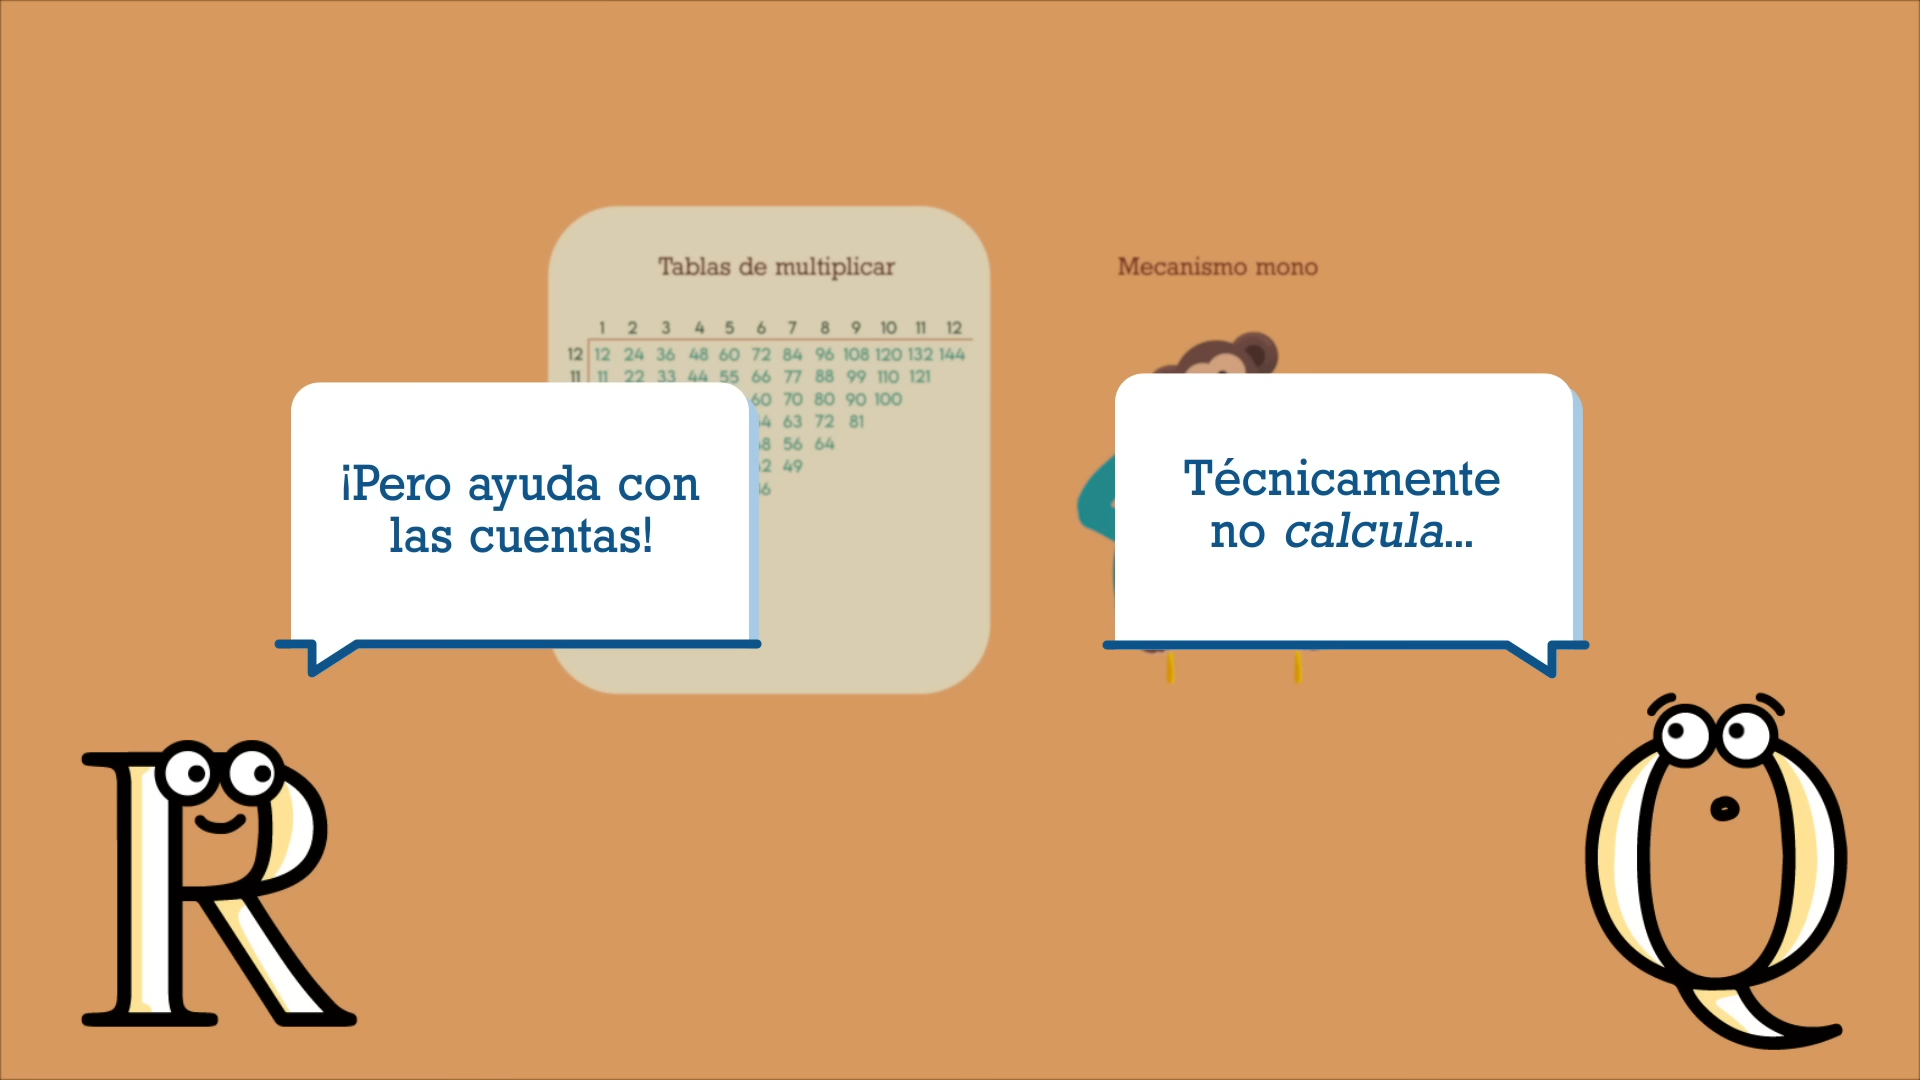 Tablas de multiplicar
1 2 3 4 5 6 7 8 9 10 11 12
12 12 24 36 48 60 72 84 96 108 120 132 144
11 11 22 33 44 55 66 77 88 99 110 121
60 70 80 90 100
63 72 81
56 64
49
Mecanismo mono
¡Pero ayuda con
las cuentas!
Técnicamente
no calcula...
R
Q